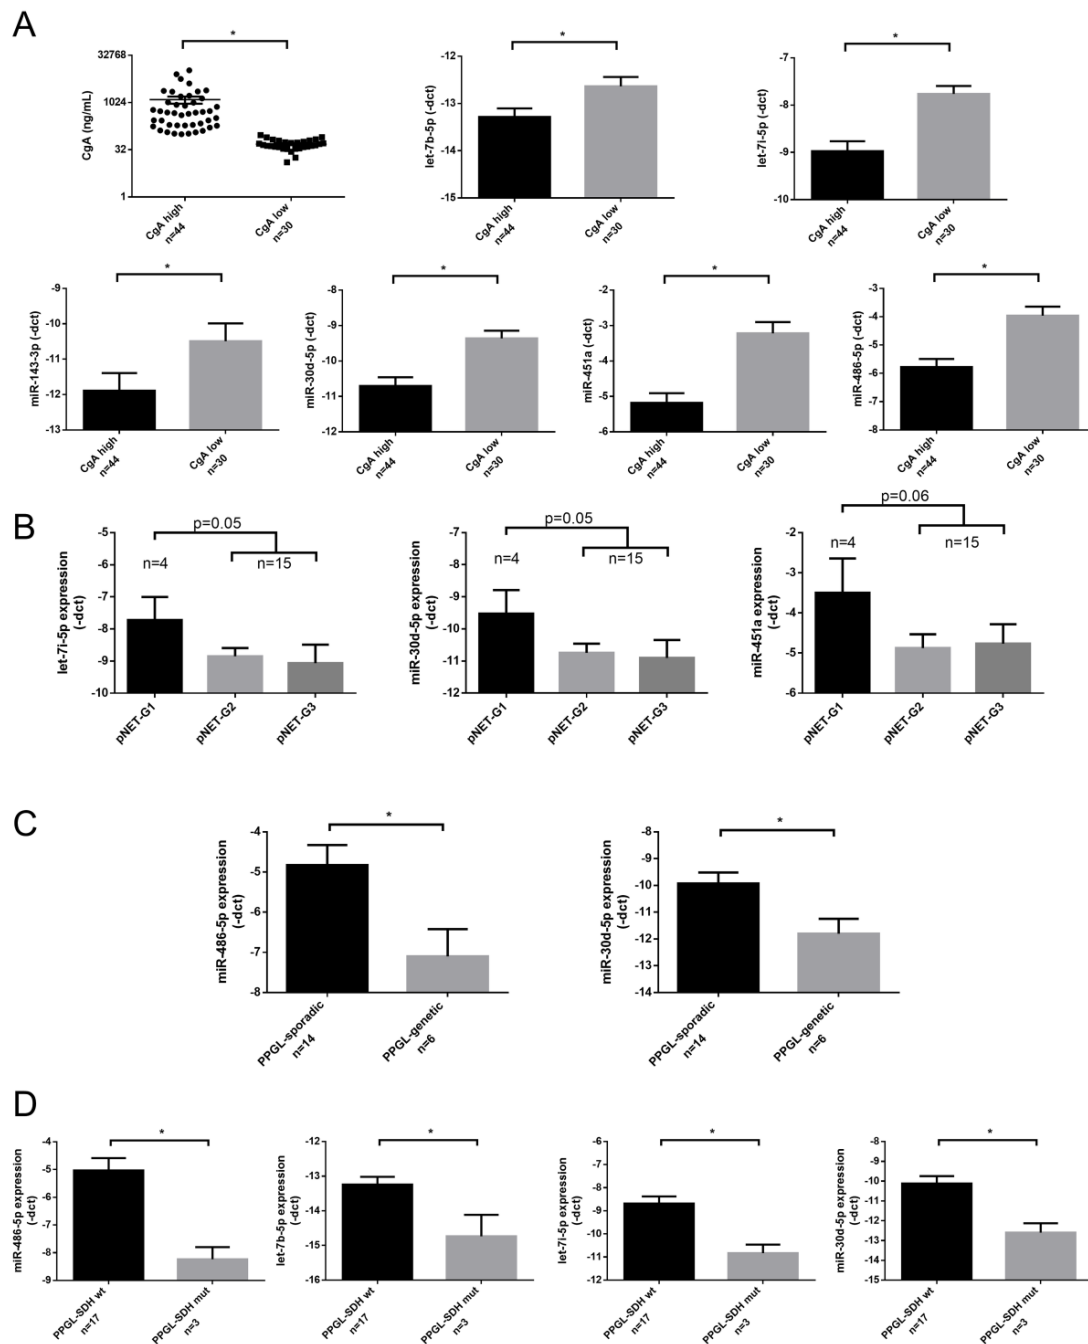 A
*
CgA (ng/mL)
32768
1024
32
1
CgA high
n=44
CgA low
n=30
*
let-7b-5p (-dct)
-12
-13
-14
-15
CgA high
n=44
CgA low
n=30
*
let-7i-5p (-dct)
-7
-8
-9
-10
CgA high
n=44
CgA low
n=30
*
miR-143-3p (-dct)
-9
-10
-11
-12
-13
CgA high
n=44
CgA low
n=30
*
miR-30d-5p (-dct)
-8
-9
-10
-11
-12
CgA high
n=44
CgA low
n=30
*
miR-451a (-dct)
-2
-3
-4
-5
-6
CgA high
n=44
CgA low
n=30
*
miR-486-5p (-dct)
-3
-4
-5
-6
-7
-8
CgA high
n=44
CgA low
n=30
B
p=0.05
n=4
n=15
let-7i-5p expression
(-dct)
-5
-6
-7
-8
-9
-10
pNET-G1
pNET-G2
pNET-G3
p=0.05
n=4
n=15
miR-30d-5p expression
(-dct)
-7
-8
-9
-10
-11
-12
pNET-G1
pNET-G2
pNET-G3
p=0.06
n=4
n=15
miR-451a expression
(-dct)
-2
-3
-4
-5
-6
pNET-G1
pNET-G2
pNET-G3
C
*
miR-486-5p expression
(-dct)
-4
-5
-6
-7
-8
PPGL-sporadic
n=14
PPGL-genetic
n=6
*
miR-30d-5p expression
(-dct)
-8
-9
-10
-11
-12
-13
-14
PPGL-sporadic
n=14
PPGL-genetic
n=6
D
*
miR-486-5p expression
(-dct)
-4
-5
-6
-7
-8
-9
PPGL-SDH wt
n=17
PPGL-SDH mut
n=3
*
let-7b-5p expression
(-dct)
-12
-13
-14
-15
-16
PPGL-SDH wt
n=17
PPGL-SDH mut
n=3
*
let-7i-5p expression
(-dct)
-6
-7
-8
-9
-10
-11
-12
PPGL-SDH wt
n=17
PPGL-SDH mut
n=3
*
miR-30d-5p expression
(-dct)
-8
-9
-10
-11
-12
-13
-14
-15
PPGL-SDH wt
n=17
PPGL-SDH mut
n=3